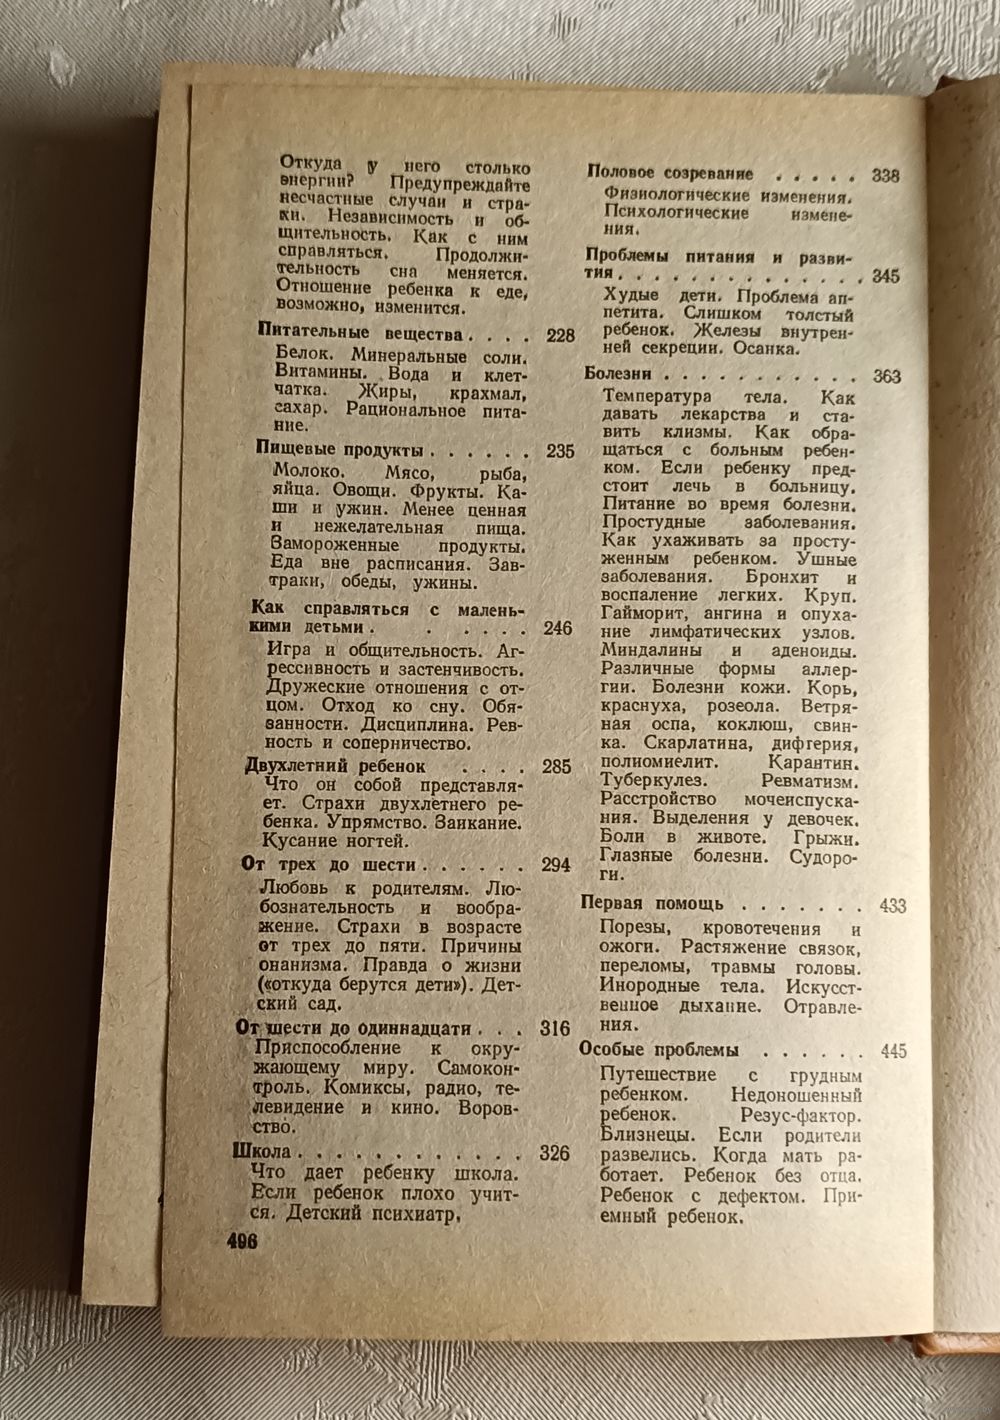 Откуда у него столько
энергии? Предупреждайте
несчастные случаи и стра-
хи. Независимость и об-
щительность. Как с ним
справляться. Продолжи-
тельность сна меняется.
Отношение ребенка к еде,
возможно, изменится.
Питательные вещества . . . . 228
Белок. Минеральные соли.
Витамины. Вода и клет-
чатка. Жиры, крахмал,
сахар. Рациональное пита-
ние.
Пищевые продукты . . . . . . 235
Молоко. Мясо, рыба,
яйца. Овощи. Фрукты. Ка-
ши и ужин. Менее ценная
и нежелательная пища.
Замороженные продукты.
Еда вне расписания. Зав-
траки, обеды, ужины.
Как справляться с малень-
кими детьми . . . . . . 246
Игра и общительность. Аг-
рессивность и застенчивость.
Дружеские отношения с от-
цом. Отход ко сну. Обя-
занности. Дисциплина. Рев-
ность и соперничество.
Двухлетний ребенок . . . . 285
Что он собой представля-
ет. Страхи двухлетнего ре-
бенка. Упрямство. Заикание.
Кусание ногтей.
От трех до шести . . . . . . 294
Любовь к родителям. Лю-
бознательность и вообра-
жение. Страхи в возрасте
от трех до пяти. Причины
онанизма. Правда о жизни
(«откуда берутся дети»). Дет-
ский сад.
От шести до одиннадцати . . . 316
Приспособление к окру-
жающему миру. Самокон-
троль. Комиксы, радио, те-
левидение и кино. Воров-
ство.
Школа . . . . . . . . . . . . 326
Что дает ребенку школа.
Если ребенок плохо учит-
ся. Детский психиатр,
496
Половое созревание . . . . . 338
Физиологические изменения.
Психологические измене-
ния.
Проблемы питания и разви-
тия . . . . . . . . . . . . . . 345
Худые дети. Проблема ап-
петита. Слишком толстый
ребенок. Железы внутрен-
ней секреции. Осанка.
Болезни . . . . . . . . . . . 363
Температура тела. Как
давать лекарства и ста-
вить клизмы. Как обра-
щаться с больным ребен-
ком. Если ребенку пред-
стоит лечь в больницу.
Питание во время болезни.
Простудные заболевания.
Как ухаживать за просту-
женным ребенком. Ушные
заболевания. Бронхит и
воспаление легких. Круп.
Гайморит, ангина и опуха-
ние лимфатических узлов.
Миндалины и аденоиды.
Различные формы аллер-
гии. Болезни кожи. Корь,
краснуха, розеола. Ветря-
ная оспа, коклюш, свин-
ка. Скарлатина, дифтерия,
полиомиелит. Карантин.
Туберкулез. Ревматизм.
Расстройство мочеиспуска-
ния. Выделения у девочек.
Боли в животе. Грыжи.
Глазные болезни. Судоро-
ги.
Первая помощь . . . . . . . 433
Порезы, кровотечения и
ожоги. Растяжение связок,
переломы, травмы головы.
Инородные тела. Искусст-
венное дыхание. Отравле-
ния.
Особые проблемы . . . . . . 445
Путешествие с грудным
ребенком. Недоношенный
ребенок. Резус-фактор.
Близнецы. Если родители
развелись. Когда мать ра-
ботает. Ребенок без отца.
Ребенок с дефектом. При-
емный ребенок.